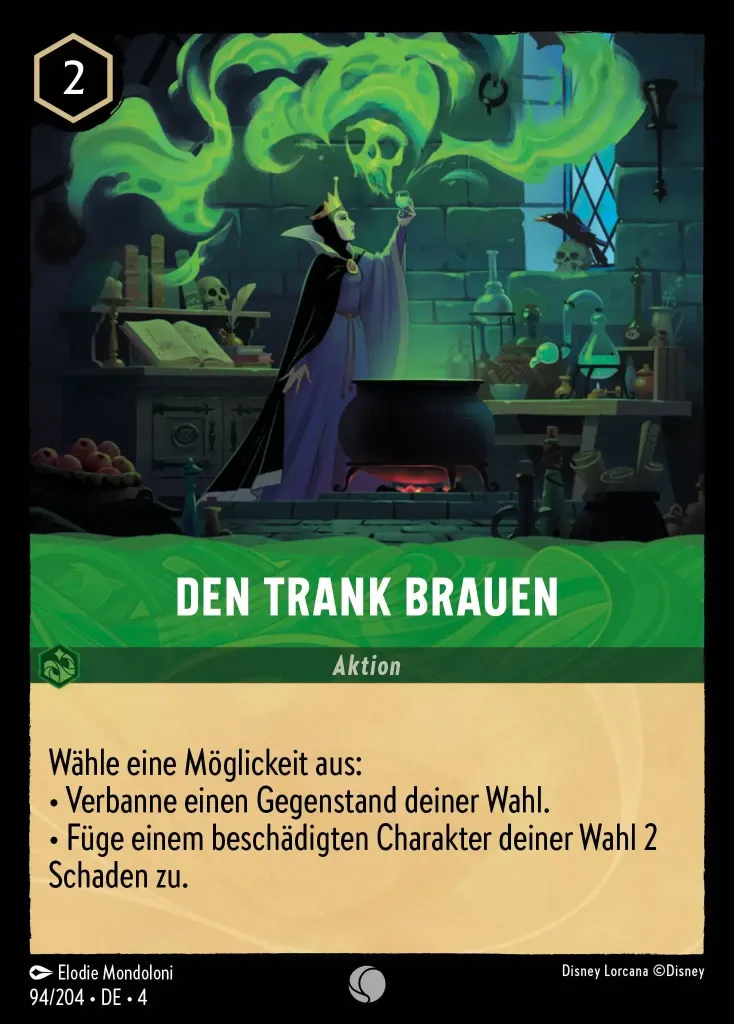 2
DEN TRANK BRAUEN
Aktion
Wähle eine Möglickeit aus:
• Verbanne einen Gegenstand deiner Wahl.
• Füge einem beschädigten Charakter deiner Wahl 2
Schaden zu.
Elodie Mondoloni
Disney Lorcana ©Disney
94/204 • DE • 4